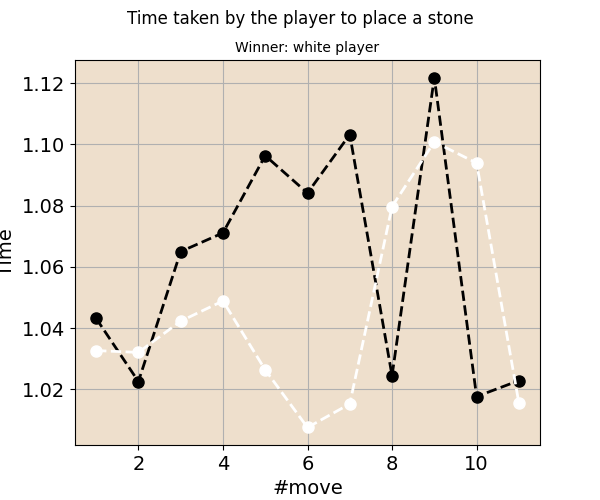 Time taken by the player to place a stone
Winner: white player
1.12
1.10
1.08
1.06
1.04
1.02
Time
2 4 6 8 10
#move